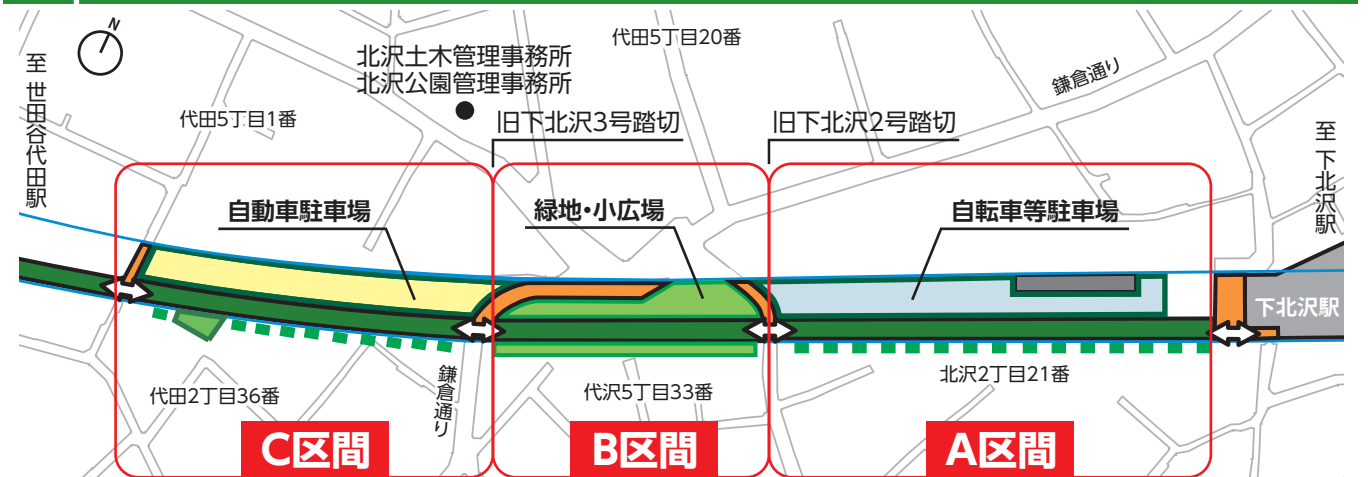 N
代田5丁目20番
北沢土木管理事務所
北沢公園管理事務所
鎌倉通り
至 世田谷代田駅
代田5丁目1番
旧下北沢3号踏切
旧下北沢2号踏切
至 下北沢駅
自動車駐車場
緑地・小広場
自転車等駐車場
下北沢駅
鎌倉通り
代田2丁目36番
代沢5丁目33番
北沢2丁目21番
C区間
B区間
A区間